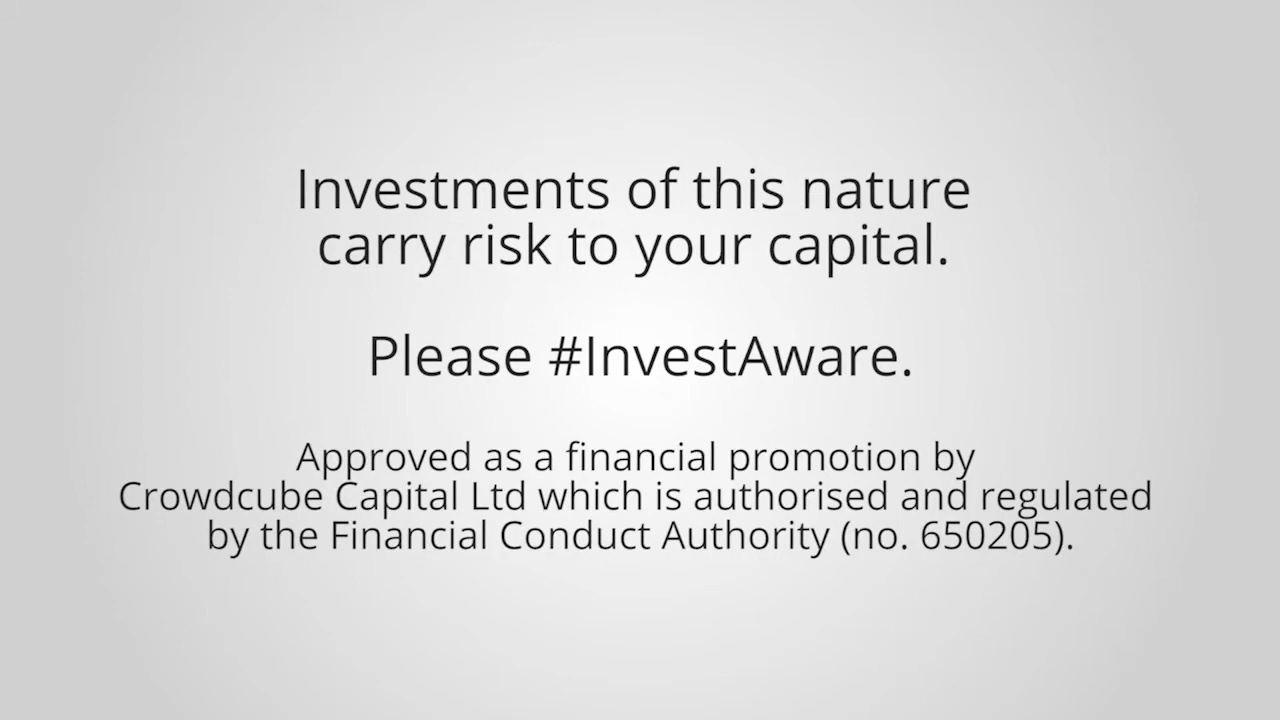 Investments of this nature
carry risk to your capital.
Please #InvestAware.
Approved as a financial promotion by
Crowdcube Capital Ltd which is authorised and regulated
by the Financial Conduct Authority (no. 650205).